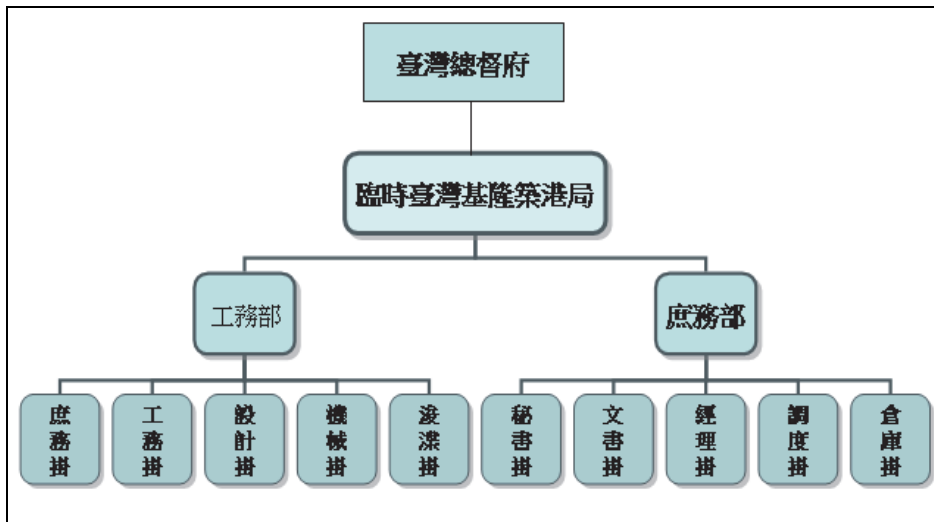 臺灣總督府
臨時臺灣基隆築港局
工務部
庶務部
庶務掛
工務掛
設計掛
機械掛
浚渫掛
秘書掛
文書掛
經理掛
調度掛
倉庫掛